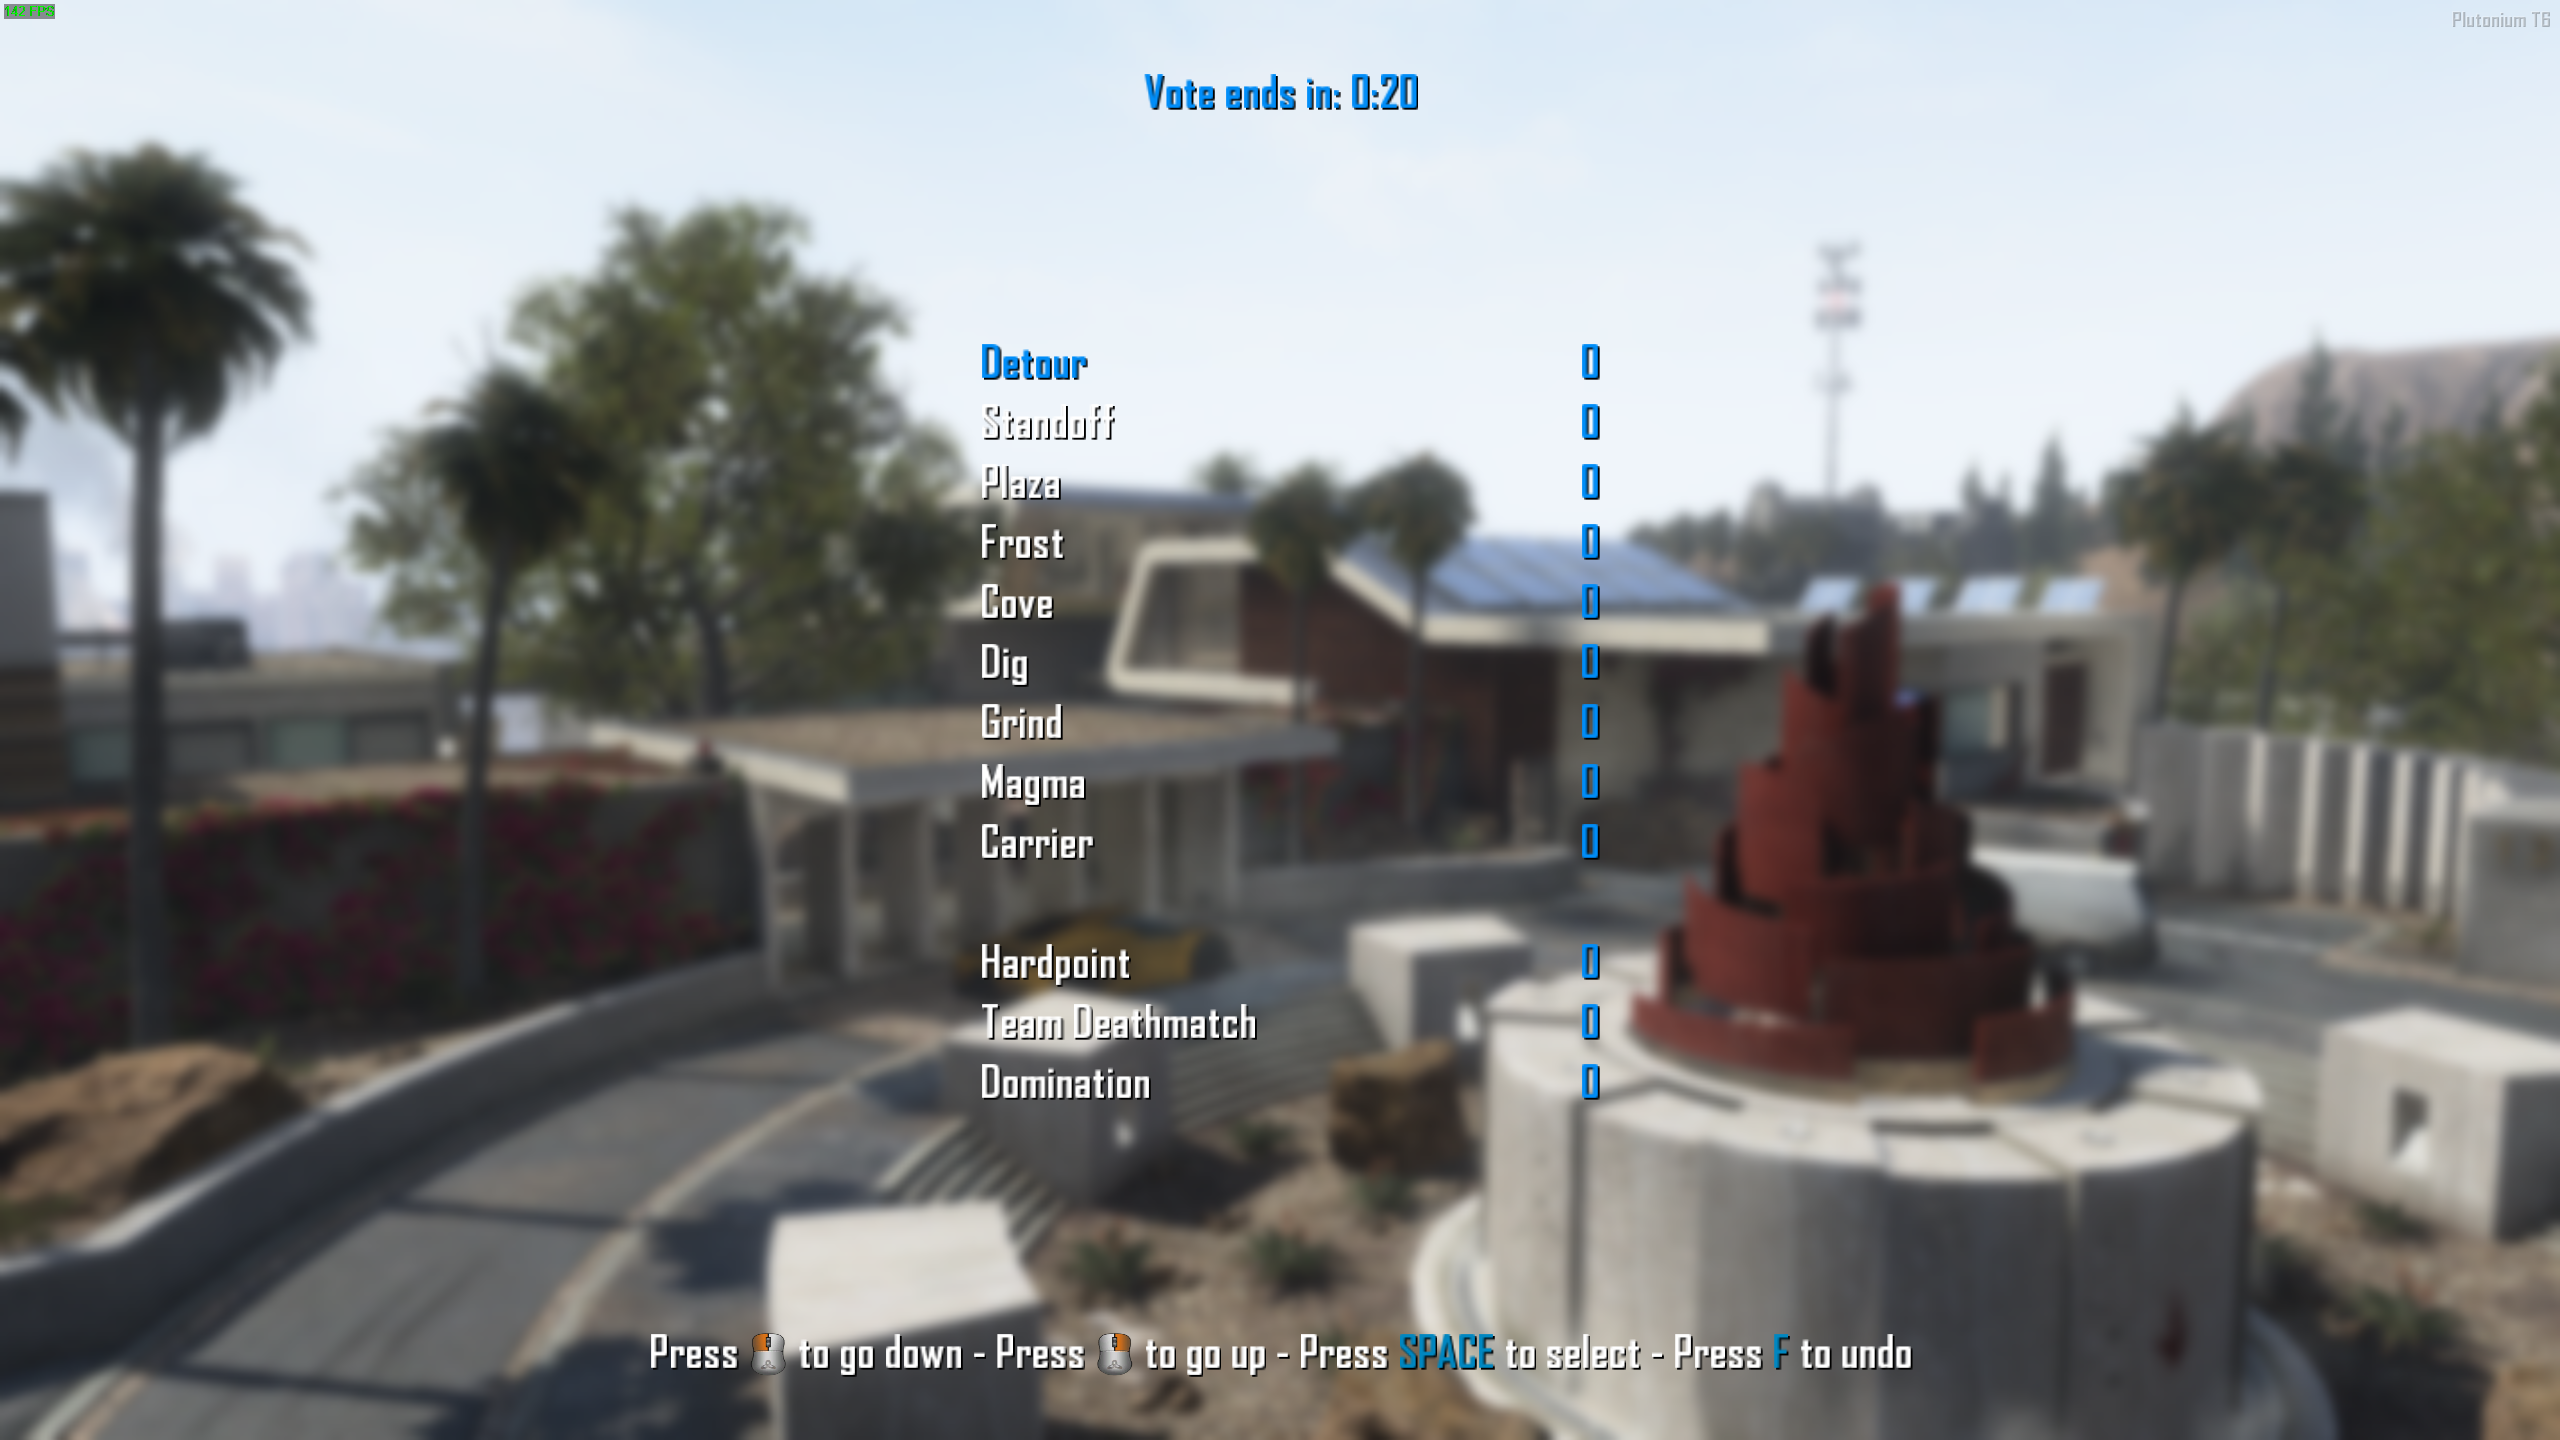 142 FPS
Plutonium T6
Vote ends in: 0:20
Detour 0
Standoff 0
Plaza 0
Frost 0
Cove 0
Dig 0
Grind 0
Magma 0
Carrier 0
Hardpoint 0
Team Deathmatch 0
Domination 0
Press to go down - Press to go up - Press SPACE to select - Press F to undo